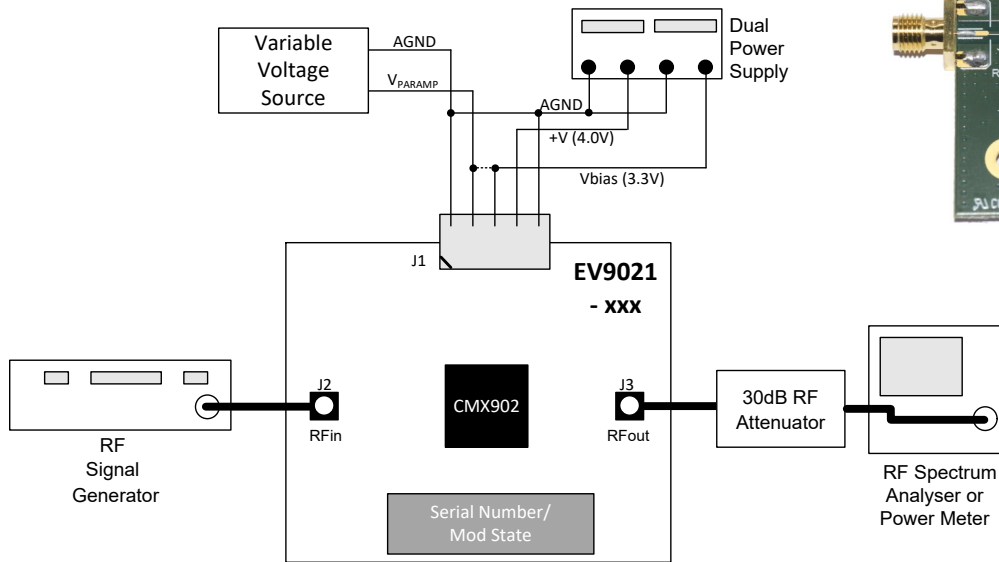 Variable
Voltage
Source
AGND
V_PARAMP
Dual
Power
Supply
AGND
+V (4.0V)
Vbias (3.3V)
J1
EV9021
- xxx
J2
RFin
CMX902
J3
RFout
30dB RF
Attenuator
RF
Signal
Generator
RF Spectrum
Analyser or
Power Meter
Serial Number/
Mod State
R